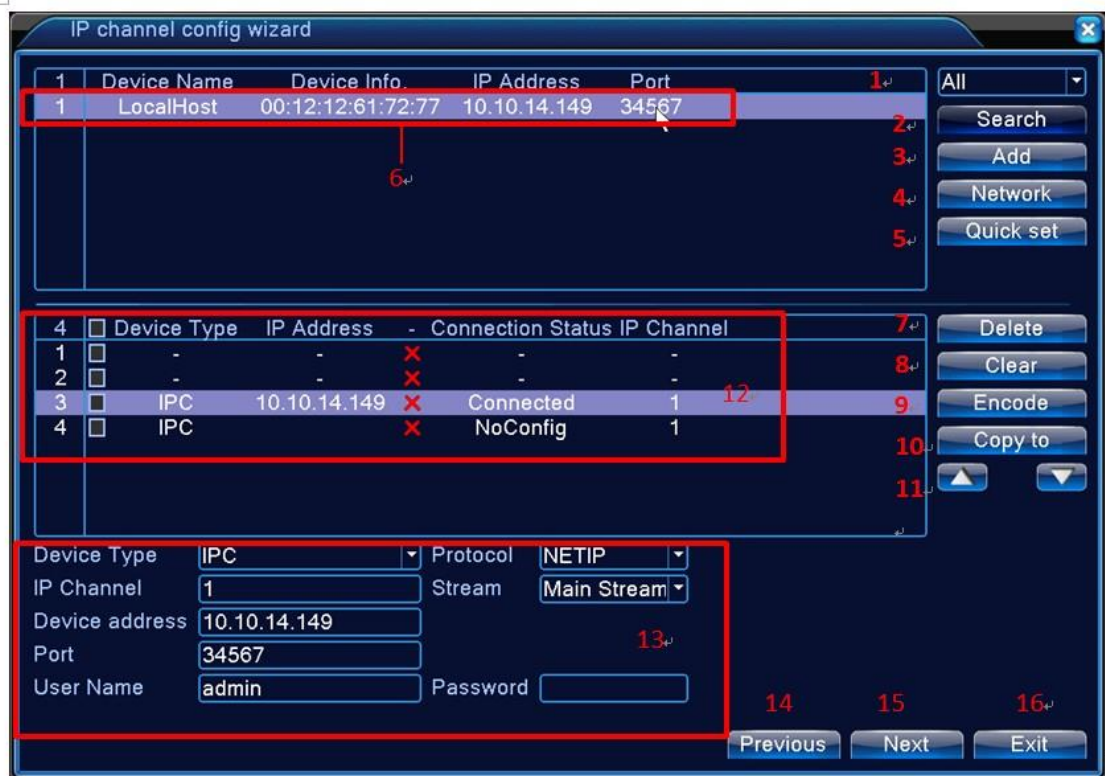 IP channel config wizard
1 Device Name Device Info. IP Address Port 1 All
1 LocalHost 00:12:12:61:72:77 10.10.14.149 34567
2 Search
3 Add
6
4 Network
5 Quick set
4 Device Type IP Address - Connection Status IP Channel 7 Delete
1 - - - -
8 Clear
2 - - - -
3 IPC 10.10.14.149 Connected 1 12 9 Encode
4 IPC NoConfig 1
10 Copy to
11
Device Type IPC Protocol NETIP
IP Channel 1 Stream Main Stream
Device address 10.10.14.149
13
Port 34567
User Name admin Password
14 15 16
Previous Next Exit